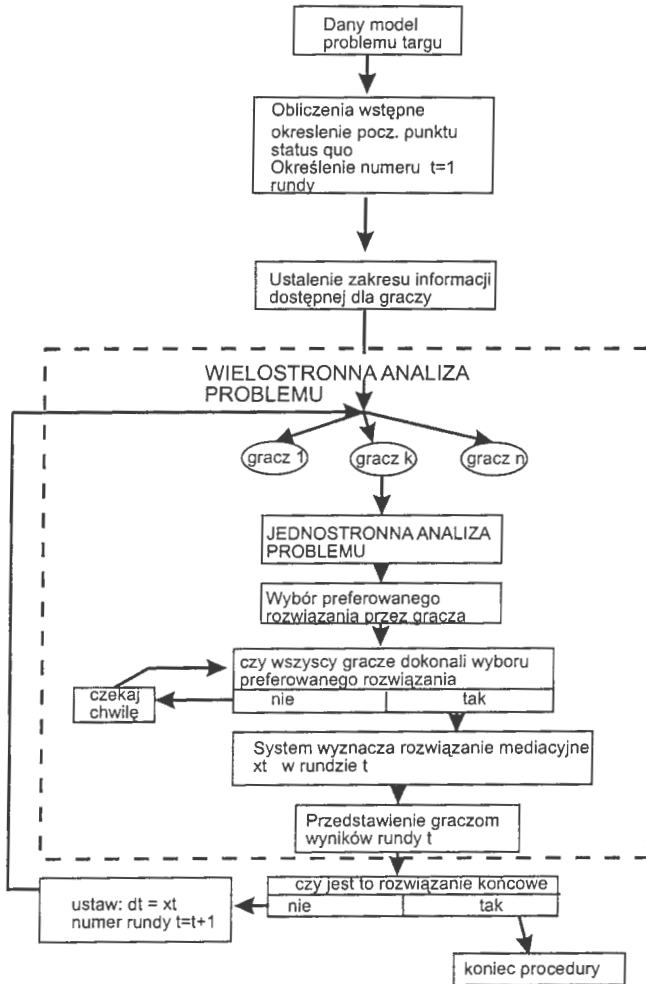 Dany model
problemu targu
Obliczenia wstępne
okreslenie pocz. punktu
status quo
Określenie numeru t=1
rundy
Ustalenie zakresu informacji
dostępnej dla graczy
WIELOSTRONNA ANALIZA
PROBLEMU
gracz 1
gracz k
gracz n
JEDNOSTRONNA ANALIZA
PROBLEMU
Wybór preferowanego
rozwiązania przez gracza
czy wszyscy gracze dokonali wyboru
preferowanego rozwiązania
nie
tak
czekaj
chwilę
System wyznacza rozwiązanie mediacyjne
xt w rundzie t
Przedstawienie graczom
wyników rundy t
czy jest to rozwiązanie końcowe
nie
tak
ustaw: dt = xt
numer rundy t=t+1
koniec procedury